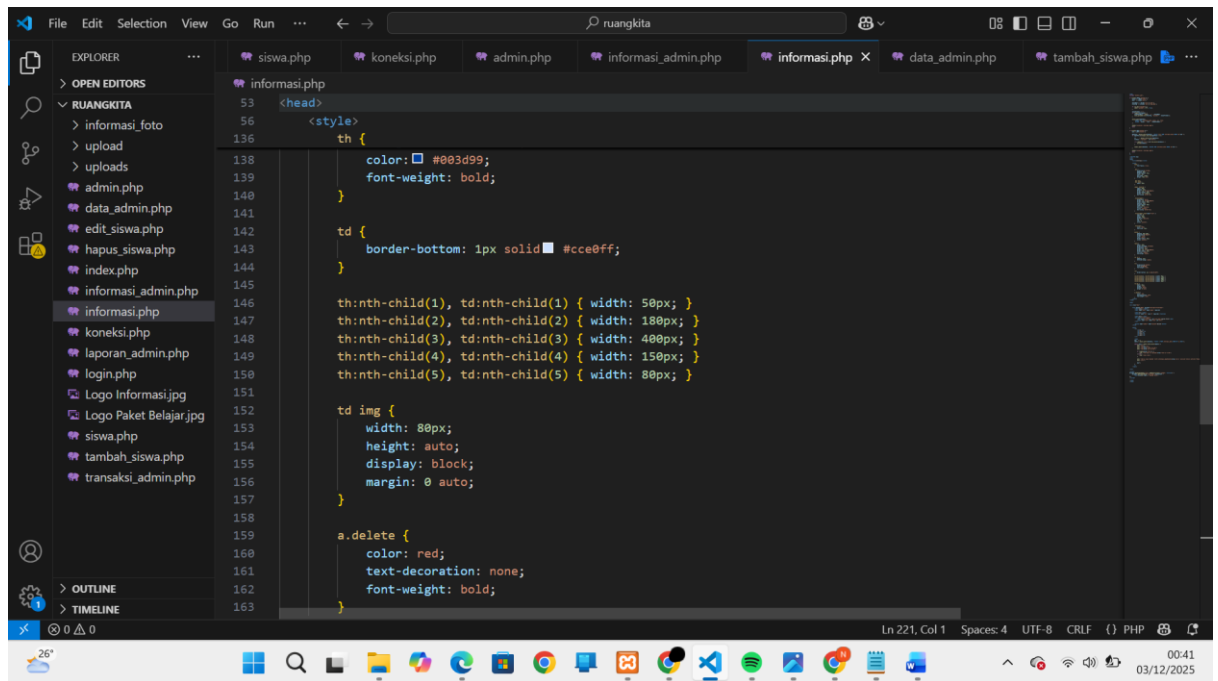 File Edit Selection View Go Run ··· ruangkita
EXPLORER ···
OPEN EDITORS
RUANGKITA
informasi_foto
upload
uploads
admin.php
data_admin.php
edit_siswa.php
hapus_siswa.php
index.php
informasi_admin.php
informasi.php
koneksi.php
laporan_admin.php
login.php
Logo Informasi.jpg
Logo Paket Belajar.jpg
siswa.php
tambah_siswa.php
transaksi_admin.php
OUTLINE
TIMELINE
siswa.php koneksi.php admin.php informasi_admin.php informasi.php data_admin.php tambah_siswa.php ···
informasi.php
53 <head>
56 <style>
136 th {
138 color: #003d99;
139 font-weight: bold;
140 }
141
142 td {
143 border-bottom: 1px solid #cce0ff;
144 }
145
146 th:nth-child(1), td:nth-child(1) { width: 50px; }
147 th:nth-child(2), td:nth-child(2) { width: 180px; }
148 th:nth-child(3), td:nth-child(3) { width: 400px; }
149 th:nth-child(4), td:nth-child(4) { width: 150px; }
150 th:nth-child(5), td:nth-child(5) { width: 80px; }
151
152 td img {
153 width: 80px;
154 height: auto;
155 display: block;
156 margin: 0 auto;
157 }
158
159 a.delete {
160 color: red;
161 text-decoration: none;
162 font-weight: bold;
163 }
1
0 0 Ln 221, Col 1 Spaces: 4 UTF-8 CRLF {} PHP
26°
N
00:41
03/12/2025